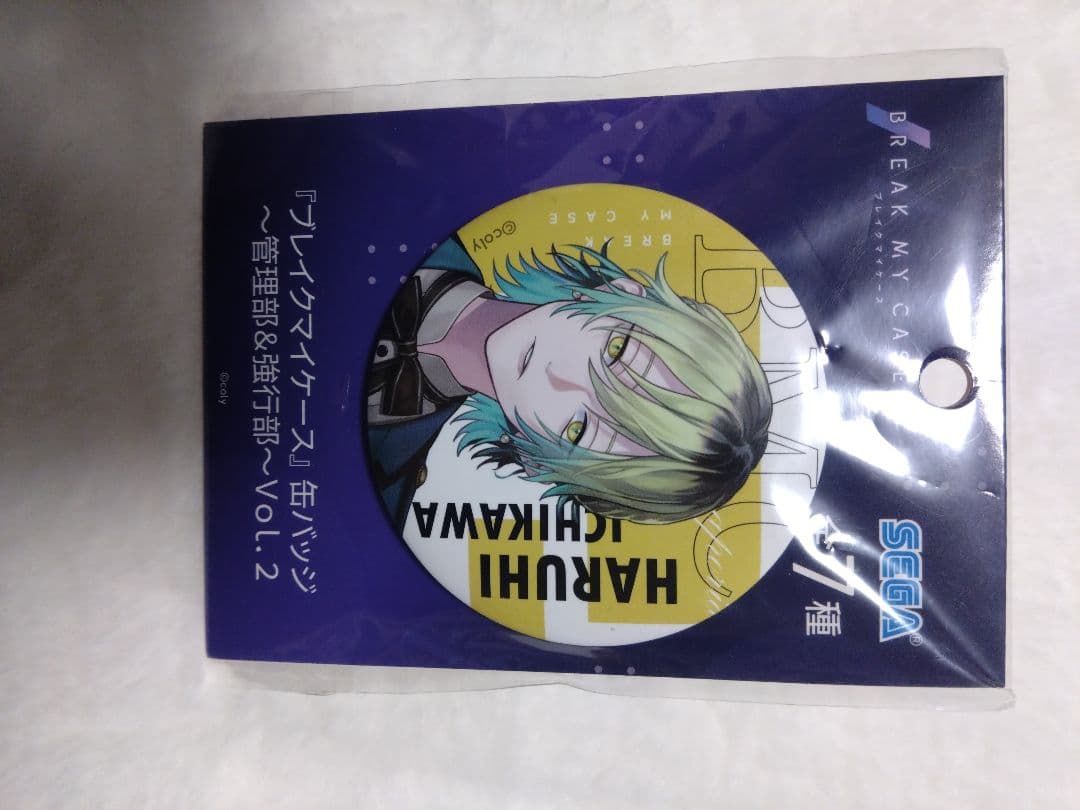 BREAK MY CASE
ブレイクマイケース
SEGA®
全7種
BREAK
MY CASE
©coly
BMC
HARUHI
ICHIKAWA
『ブレイクマイケース』缶バッジ
～管理部&強行部～Vol.2
©coly